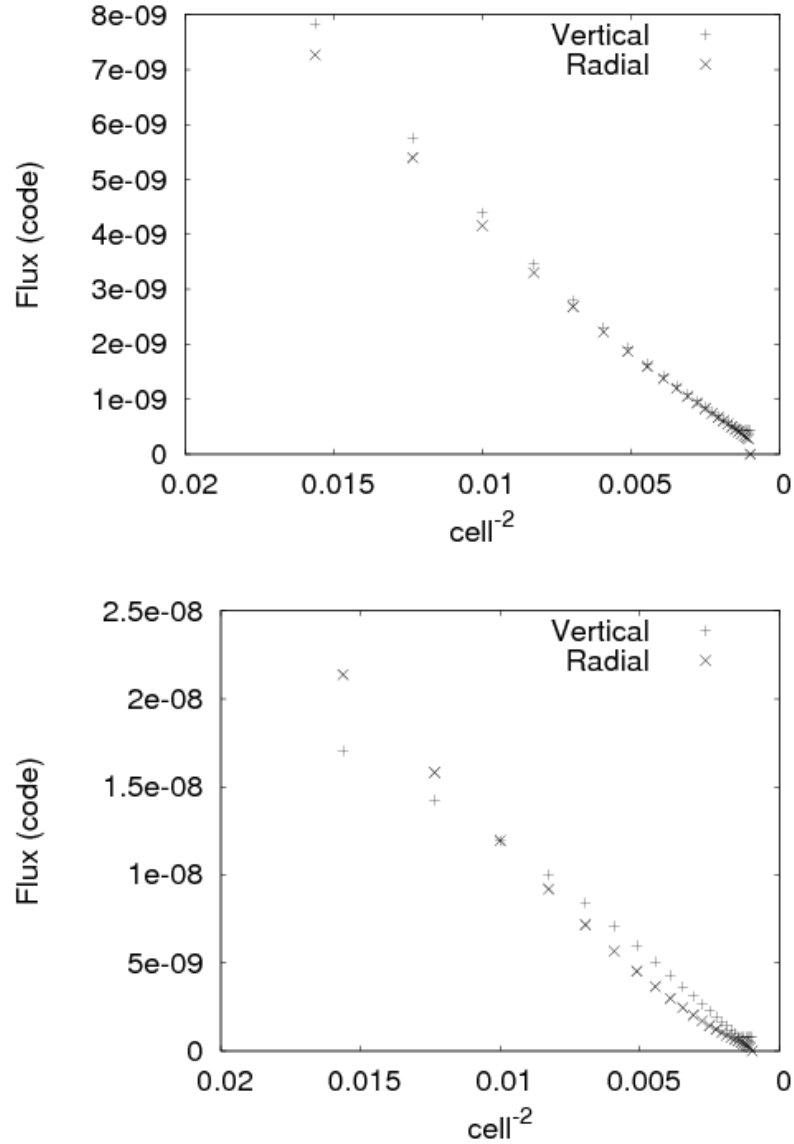 8e-09
7e-09
6e-09
5e-09
4e-09
3e-09
2e-09
1e-09
0
Flux (code)
Vertical +
Radial ×
0.02 0.015 0.01 0.005 0
cell^-2
2.5e-08
2e-08
1.5e-08
1e-08
5e-09
0
Flux (code)
Vertical +
Radial ×
0.02 0.015 0.01 0.005 0
cell^-2